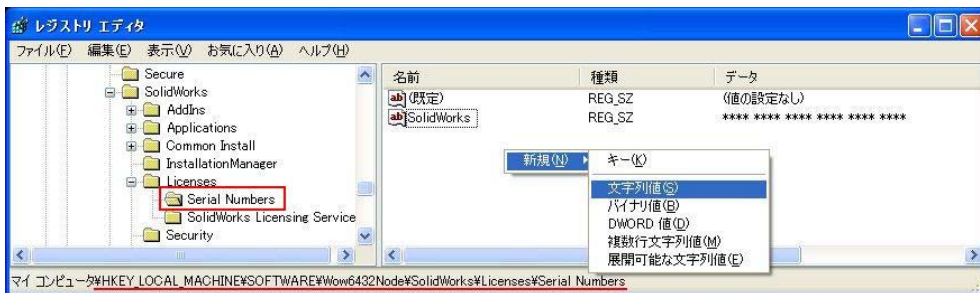 レジストリ エディタ
ファイル(F) 編集(E) 表示(V) お気に入り(A) ヘルプ(H)
Secure
SolidWorks
AddIns
Applications
Common Install
InstallationManager
Licenses
Serial Numbers
SolidWorks Licensing Service
Security
名前 種類 データ
(既定) REG_SZ (値の設定なし)
SolidWorks REG_SZ **** **** **** **** **** ****
新規(N)
キー(K)
文字列値(S)
バイナリ値(B)
DWORD 値(D)
複数行文字列値(M)
展開可能な文字列値(E)
マイ コンピュータ¥HKEY_LOCAL_MACHINE¥SOFTWARE¥Wow6432Node¥SolidWorks¥Licenses¥Serial Numbers